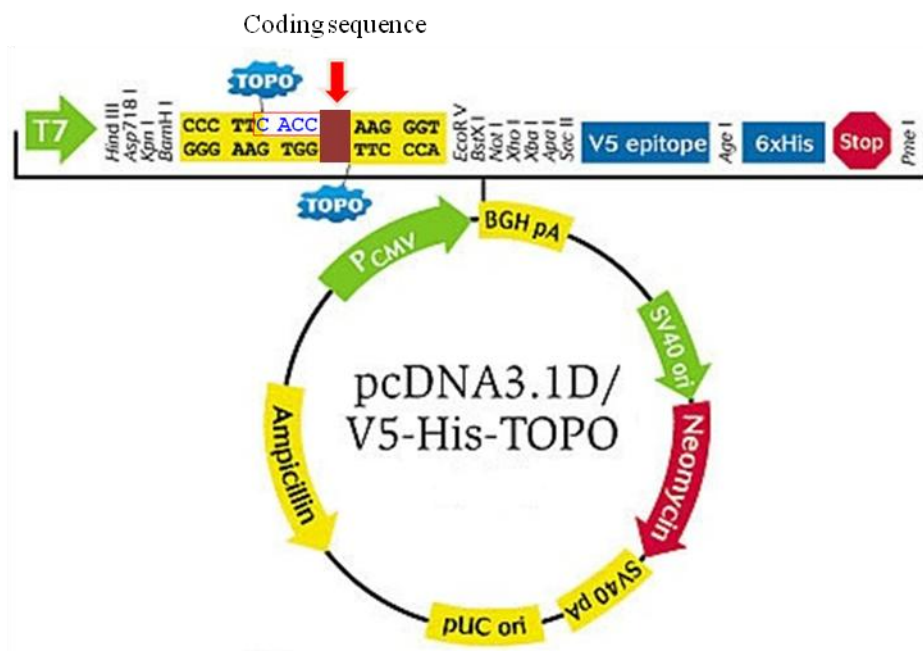 Coding sequence
TOPO
T7
Hind III
Asp718 I
Kpn I
BamH I
CCC TTC ACC AAG GGT
GGG AAG TGG TTC CCA
EcoR V
BstX I
Not I
Xho I
Xba I
Apa I
Sac II
V5 epitope
Age I
6xHis
Stop
Pme I
TOPO
PCMV
BGH pA
SV40 ori
Neomycin
SV40 pA
pUC ori
Ampicillin
pcDNA3.1D/
V5-His-TOPO